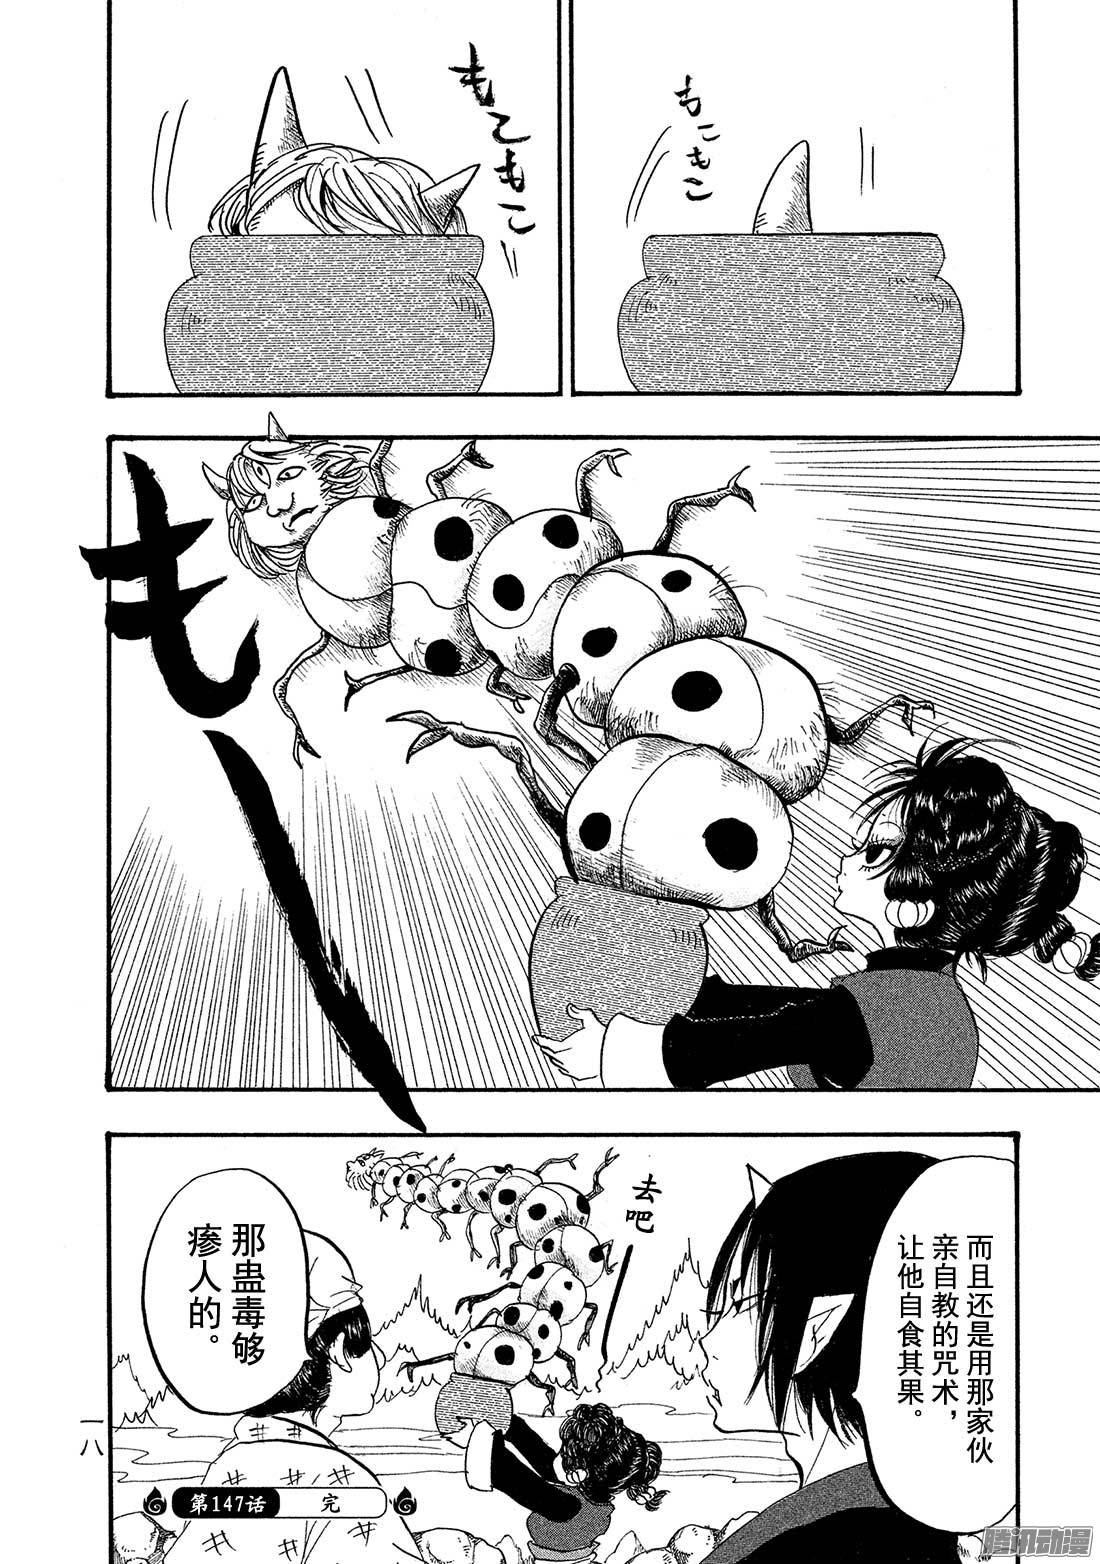 もこもこ
もこもこ
も
去吧
而且还是用那家伙
亲自教的咒术，
让他自食其果。
那蛊毒够
瘆人的。
一八
第147话
完
腾讯动漫